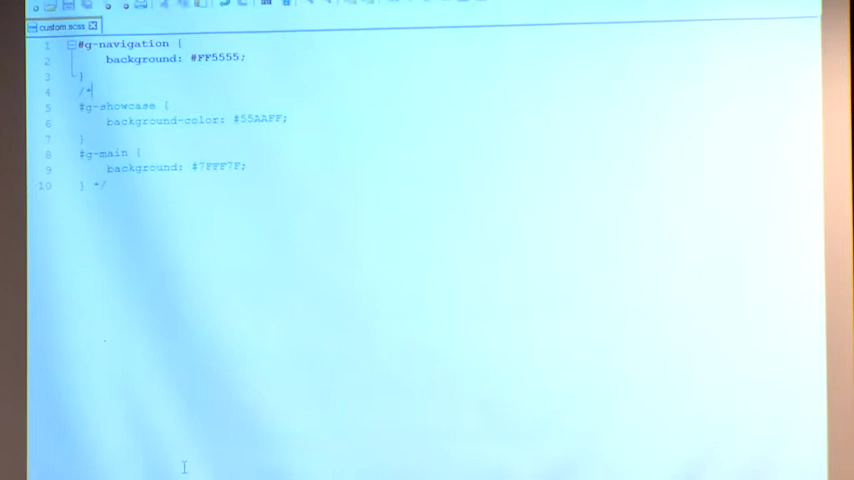 custom.scss
1 #g-navigation {
2 background: #FF5555;
3 }
4 /*
5 #g-showcase {
6 background-color: #55AAFF;
7 }
8 #g-main {
9 background: #7FFF7F;
10 } */